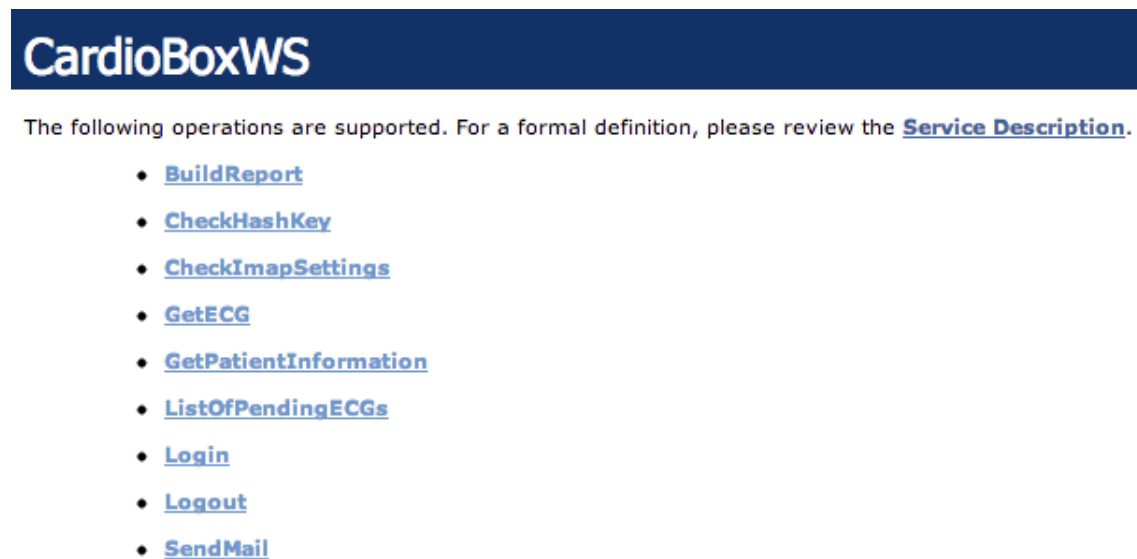 CardioBoxWS
The following operations are supported. For a formal definition, please review the Service Description.
BuildReport
CheckHashKey
CheckImapSettings
GetECG
GetPatientInformation
ListOfPendingECGs
Login
Logout
SendMail